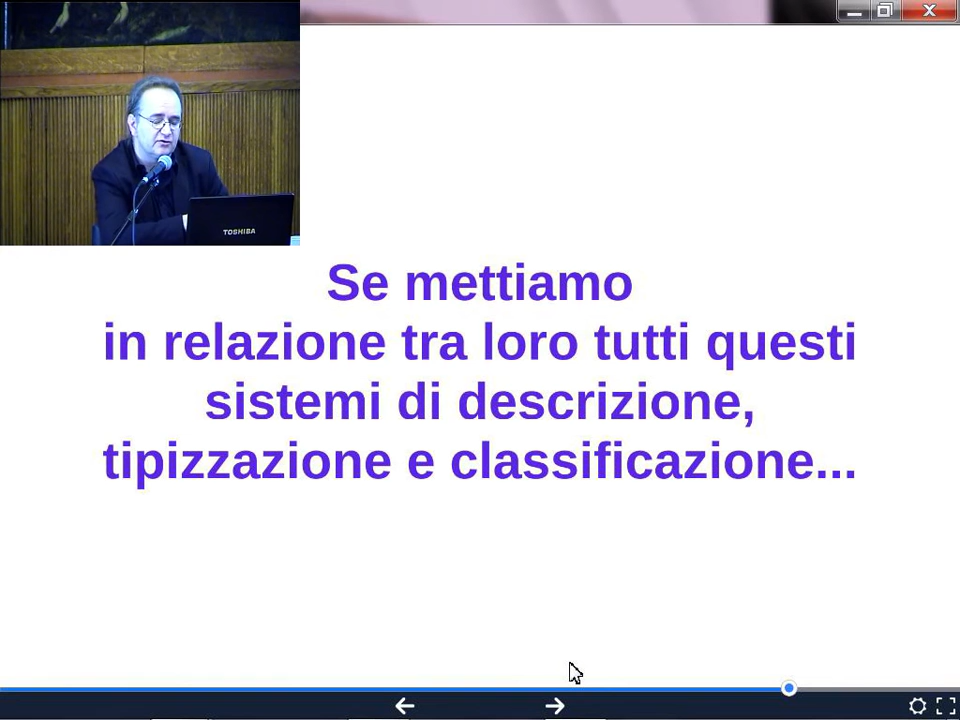 TOSHIBA
Se mettiamo
in relazione tra loro tutti questi
sistemi di descrizione,
tipizzazione e classificazione...